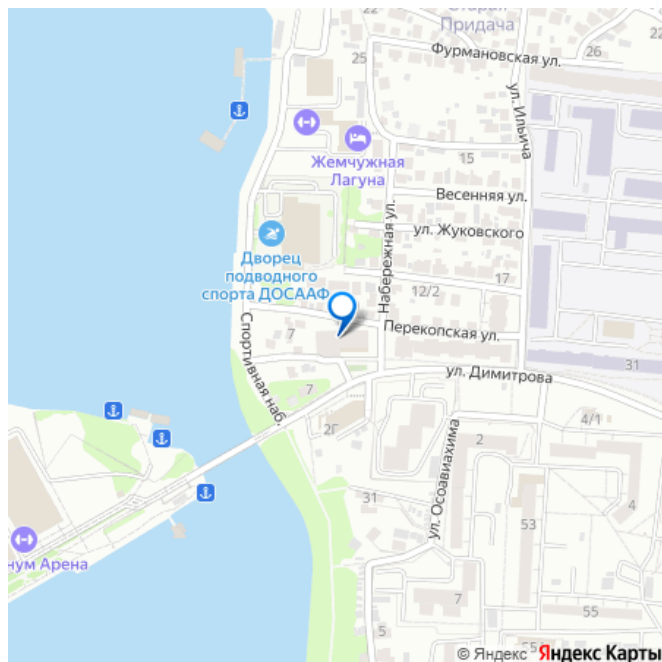 Старая
Придача
Фурмановская ул.
26
25
ул. Ильича
Жемчужная
Лагуна
15
Весенняя ул.
ул. Жуковского
Набережная ул.
Дворец
подводного
спорта ДОСААФ
17
12/2
7
Перекопская ул.
Спортивная наб.
31
ул. Димитрова
7
2Г
4/1
2
ул. Осоавиахима
31
53
4
нум Арена
7
55
5
© Яндекс Яндекс Карты